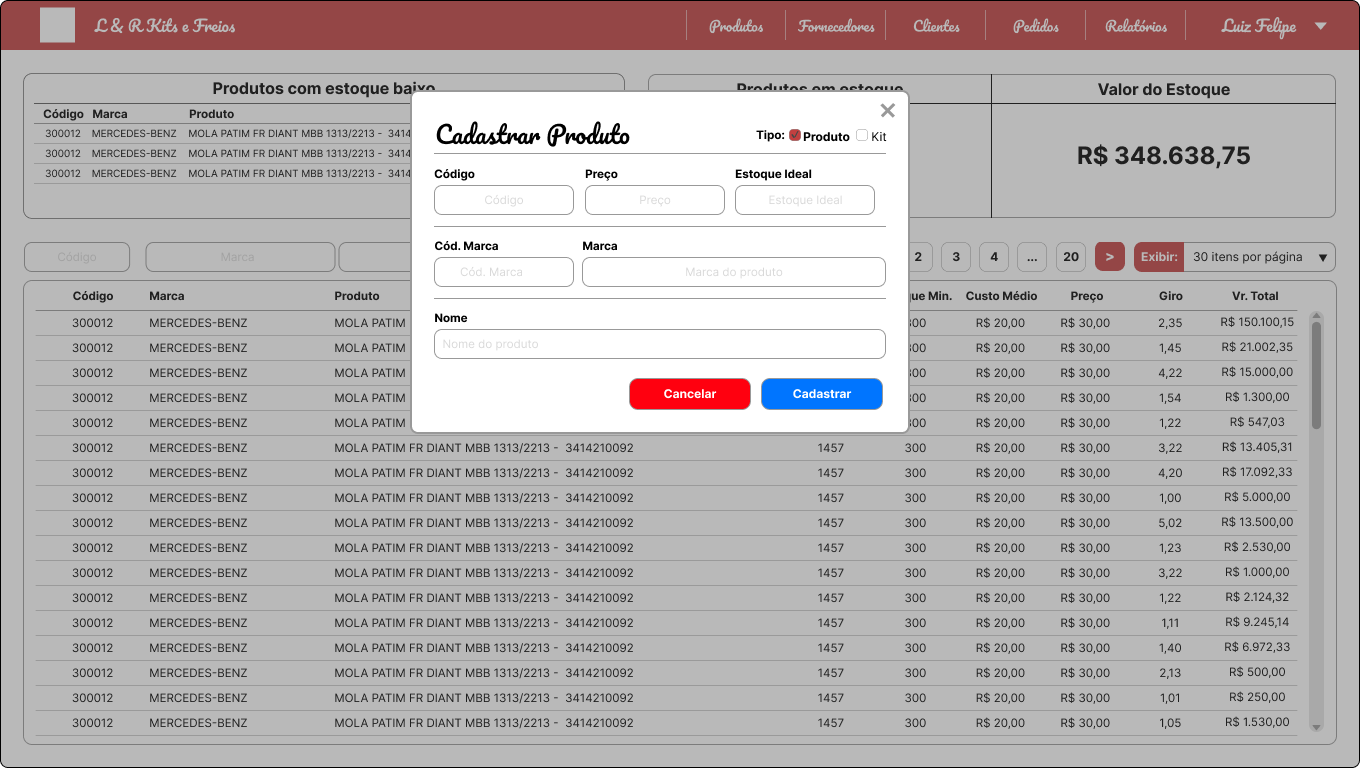 L & R Kits e Freios Produtos Fornecedores Clientes Pedidos Relatórios Luiz Felipe
Produtos com estoque baixo
Código Marca Produto
300012 MERCEDES-BENZ MOLA PATIM FR DIANT MBB 1313/2213 - 3414
300012 MERCEDES-BENZ MOLA PATIM FR DIANT MBB 1313/2213 - 3414
300012 MERCEDES-BENZ MOLA PATIM FR DIANT MBB 1313/2213 - 3414
Produtos em estoque
Valor do Estoque
R$ 348.638,75
Cadastrar Produto
Tipo: Produto Kit
Código Preço Estoque Ideal
Código Preço Estoque Ideal
Cód. Marca Marca
Cód. Marca Marca do produto
Nome
Nome do produto
Cancelar Cadastrar
Código Marca 2 3 4 ... 20 > Exibir: 30 itens por página
Código Marca Produto ue Min. Custo Médio Preço Giro Vr. Total
300012 MERCEDES-BENZ MOLA PATIM 300 R$ 20,00 R$ 30,00 2,35 R$ 150.100,15
300012 MERCEDES-BENZ MOLA PATIM 300 R$ 20,00 R$ 30,00 1,45 R$ 21.002,35
300012 MERCEDES-BENZ MOLA PATIM 300 R$ 20,00 R$ 30,00 4,22 R$ 15.000,00
300012 MERCEDES-BENZ MOLA PATIM 300 R$ 20,00 R$ 30,00 1,54 R$ 1.300,00
300012 MERCEDES-BENZ MOLA PATIM 300 R$ 20,00 R$ 30,00 1,22 R$ 547,03
300012 MERCEDES-BENZ MOLA PATIM FR DIANT MBB 1313/2213 - 3414210092 1457 300 R$ 20,00 R$ 30,00 3,22 R$ 13.405,31
300012 MERCEDES-BENZ MOLA PATIM FR DIANT MBB 1313/2213 - 3414210092 1457 300 R$ 20,00 R$ 30,00 4,20 R$ 17.092,33
300012 MERCEDES-BENZ MOLA PATIM FR DIANT MBB 1313/2213 - 3414210092 1457 300 R$ 20,00 R$ 30,00 1,00 R$ 5.000,00
300012 MERCEDES-BENZ MOLA PATIM FR DIANT MBB 1313/2213 - 3414210092 1457 300 R$ 20,00 R$ 30,00 5,02 R$ 13.500,00
300012 MERCEDES-BENZ MOLA PATIM FR DIANT MBB 1313/2213 - 3414210092 1457 300 R$ 20,00 R$ 30,00 1,23 R$ 2.530,00
300012 MERCEDES-BENZ MOLA PATIM FR DIANT MBB 1313/2213 - 3414210092 1457 300 R$ 20,00 R$ 30,00 3,22 R$ 1.000,00
300012 MERCEDES-BENZ MOLA PATIM FR DIANT MBB 1313/2213 - 3414210092 1457 300 R$ 20,00 R$ 30,00 1,22 R$ 2.124,32
300012 MERCEDES-BENZ MOLA PATIM FR DIANT MBB 1313/2213 - 3414210092 1457 300 R$ 20,00 R$ 30,00 1,11 R$ 9.245,14
300012 MERCEDES-BENZ MOLA PATIM FR DIANT MBB 1313/2213 - 3414210092 1457 300 R$ 20,00 R$ 30,00 1,40 R$ 6.972,33
300012 MERCEDES-BENZ MOLA PATIM FR DIANT MBB 1313/2213 - 3414210092 1457 300 R$ 20,00 R$ 30,00 2,13 R$ 500,00
300012 MERCEDES-BENZ MOLA PATIM FR DIANT MBB 1313/2213 - 3414210092 1457 300 R$ 20,00 R$ 30,00 1,01 R$ 250,00
300012 MERCEDES-BENZ MOLA PATIM FR DIANT MBB 1313/2213 - 3414210092 1457 300 R$ 20,00 R$ 30,00 1,05 R$ 1.530,00